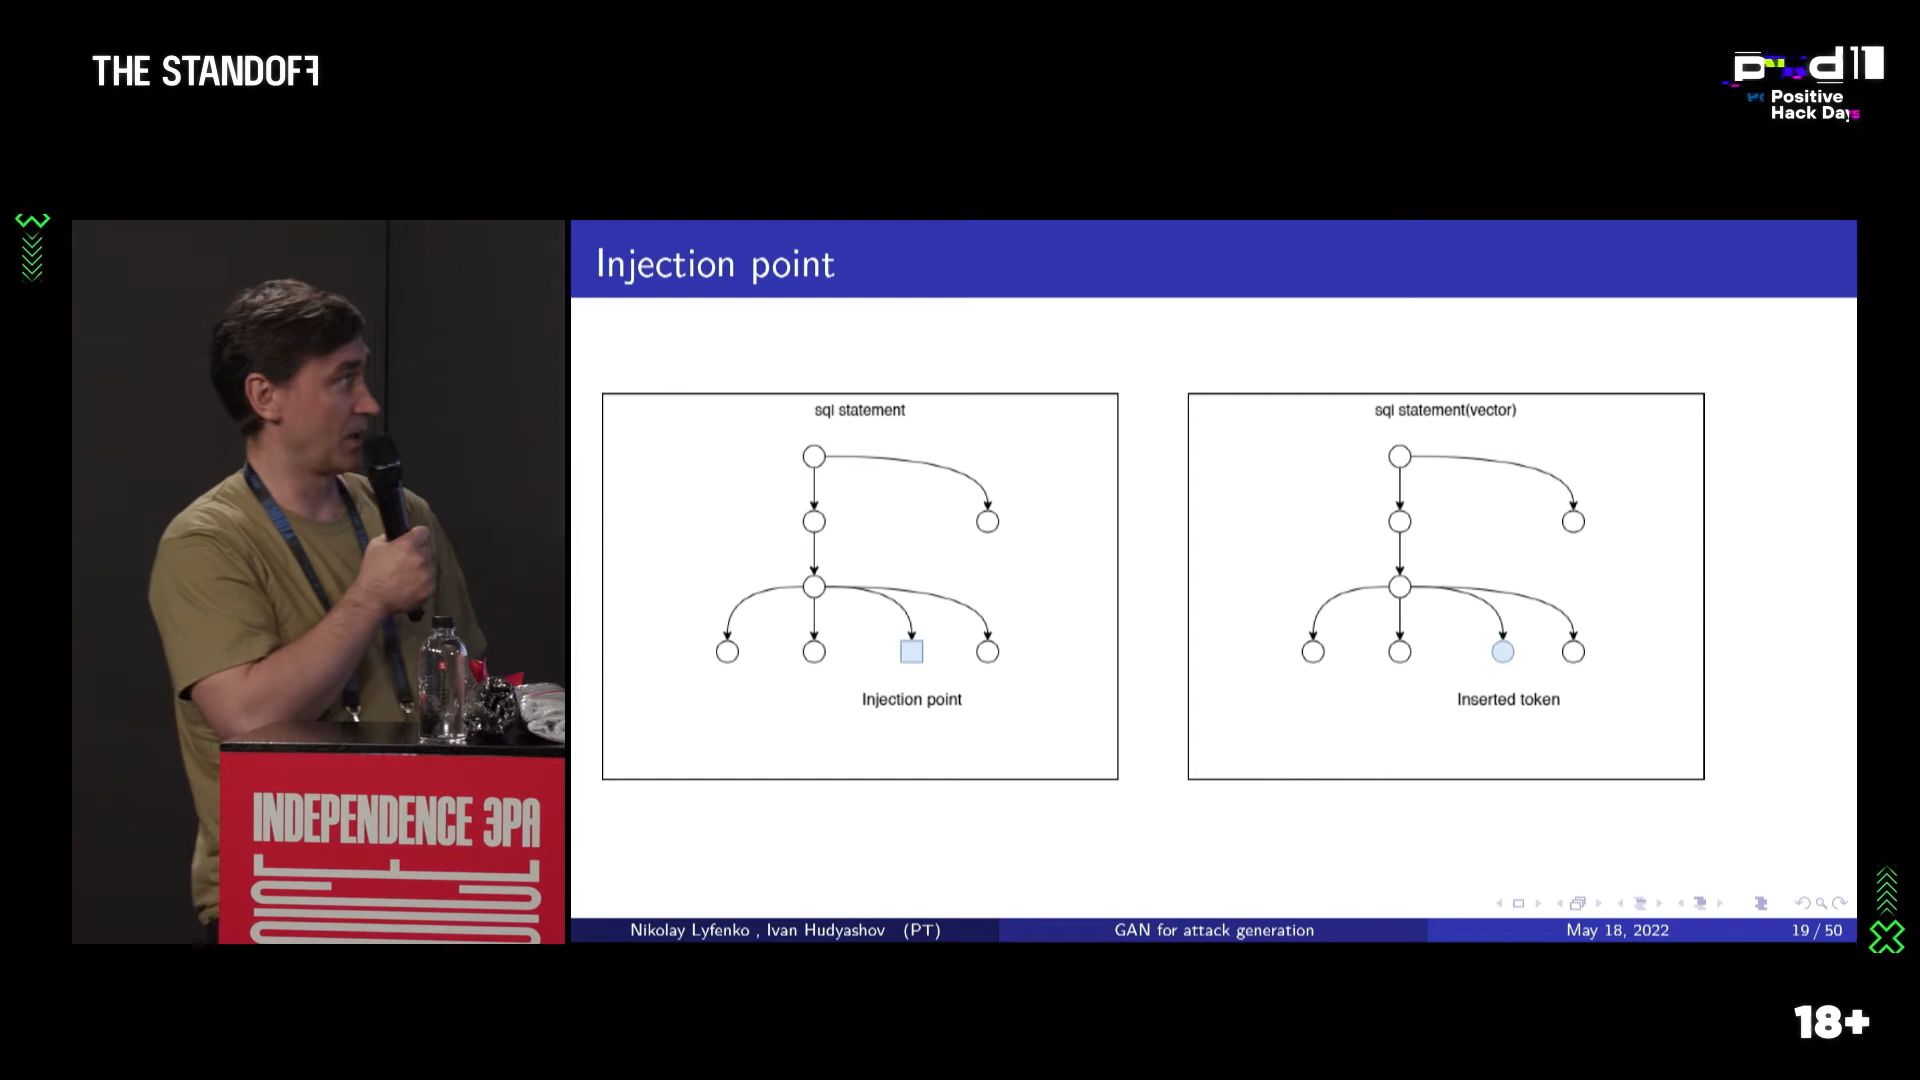 THE STANDOFF
Positive
Hack Days
Injection point
sql statement
Injection point
sql statement(vector)
Inserted token
INDEPENDENCE ЭРА
Nikolay Lyfenko , Ivan Hudyashov (PT)
GAN for attack generation
May 18, 2022
19 / 50
18+